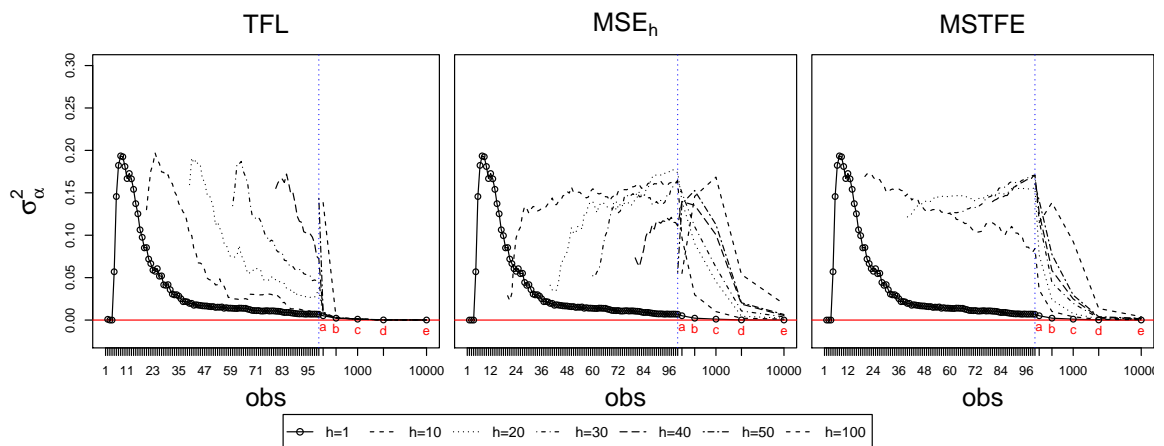 TFL MSE_h MSTFE
σ²_α
0.00 0.05 0.10 0.15 0.20 0.25 0.30
a b c d e a b c d e a b c d e
1 11 23 35 47 59 71 83 95 1000 10000 1 12 24 36 48 60 72 84 96 1000 10000 1 12 24 36 48 60 72 84 96 1000 10000
obs obs obs
h=1 h=10 h=20 h=30 h=40 h=50 h=100